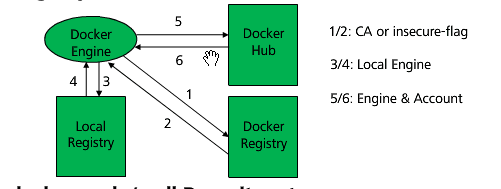 5
Docker
Engine
Docker
Hub
6
1/2: CA or insecure-flag
3/4: Local Engine
4
3
1
5/6: Engine & Account
2
Local
Registry
Docker
Registry